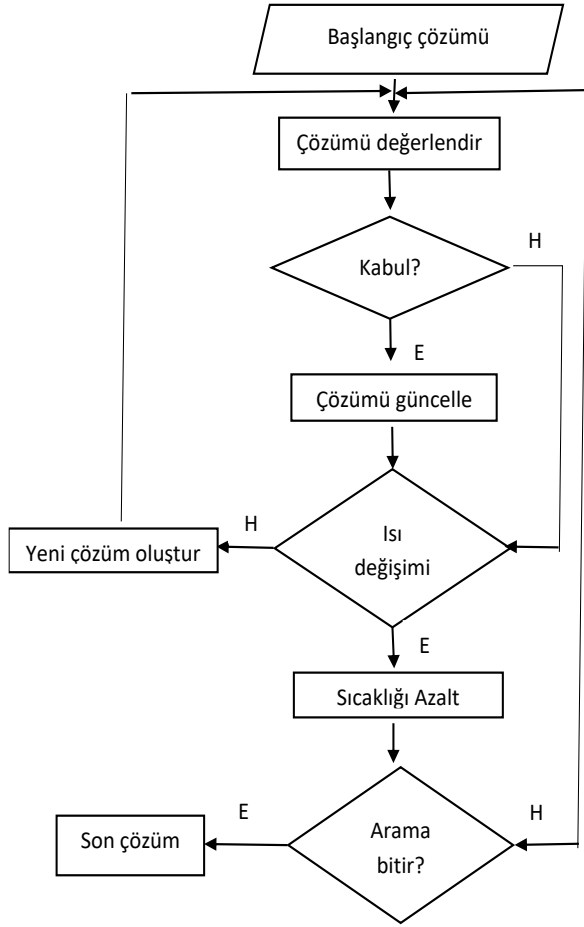 Başlangıç çözümü
Çözümü değerlendir
H
Kabul?
E
Çözümü güncelle
H
Isı
değişimi
Yeni çözüm oluştur
E
Sıcaklığı Azalt
E
H
Arama
bitir?
Son çözüm